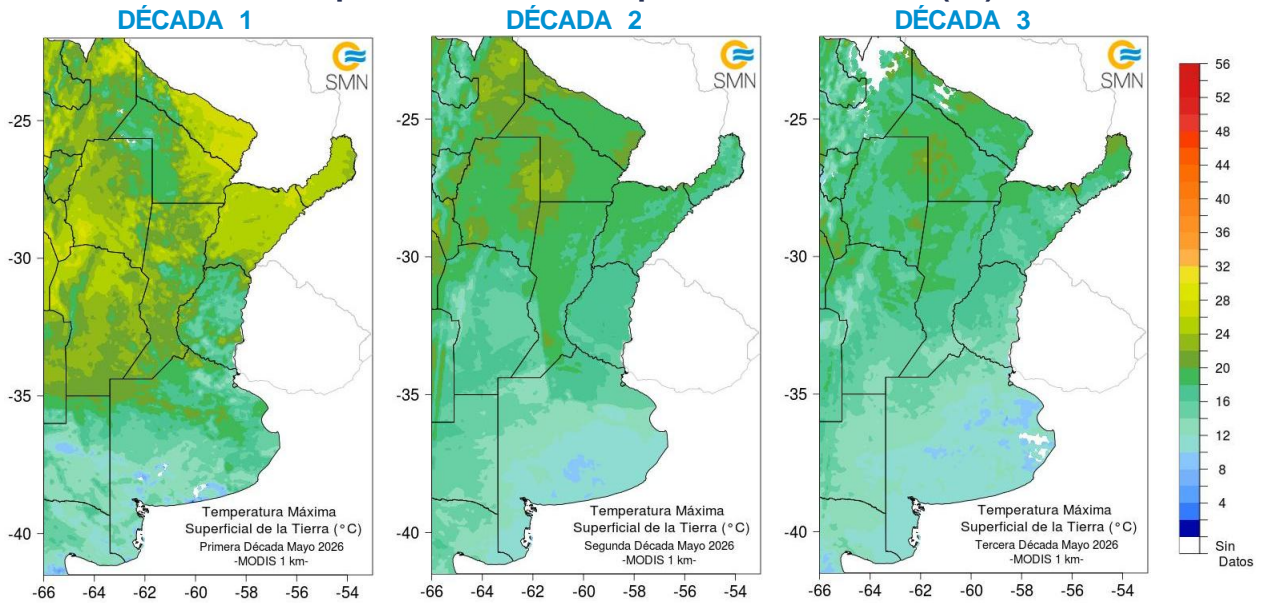 DÉCADA 1
DÉCADA 2
DÉCADA 3
SMN
-25
-30
-35
-40
-66
-64
-62
-60
-58
-56
-54
Temperatura Máxima
Superficial de la Tierra (°C)
Primera Década Mayo 2026
-MODIS 1 km-
SMN
-25
-30
-35
-40
-66
-64
-62
-60
-58
-56
-54
Temperatura Máxima
Superficial de la Tierra (°C)
Segunda Década Mayo 2026
-MODIS 1 km-
SMN
-25
-30
-35
-40
-66
-64
-62
-60
-58
-56
-54
Temperatura Máxima
Superficial de la Tierra (°C)
Tercera Década Mayo 2026
-MODIS 1 km-
56
52
48
44
40
36
32
28
24
20
16
12
8
4
Sin
Datos